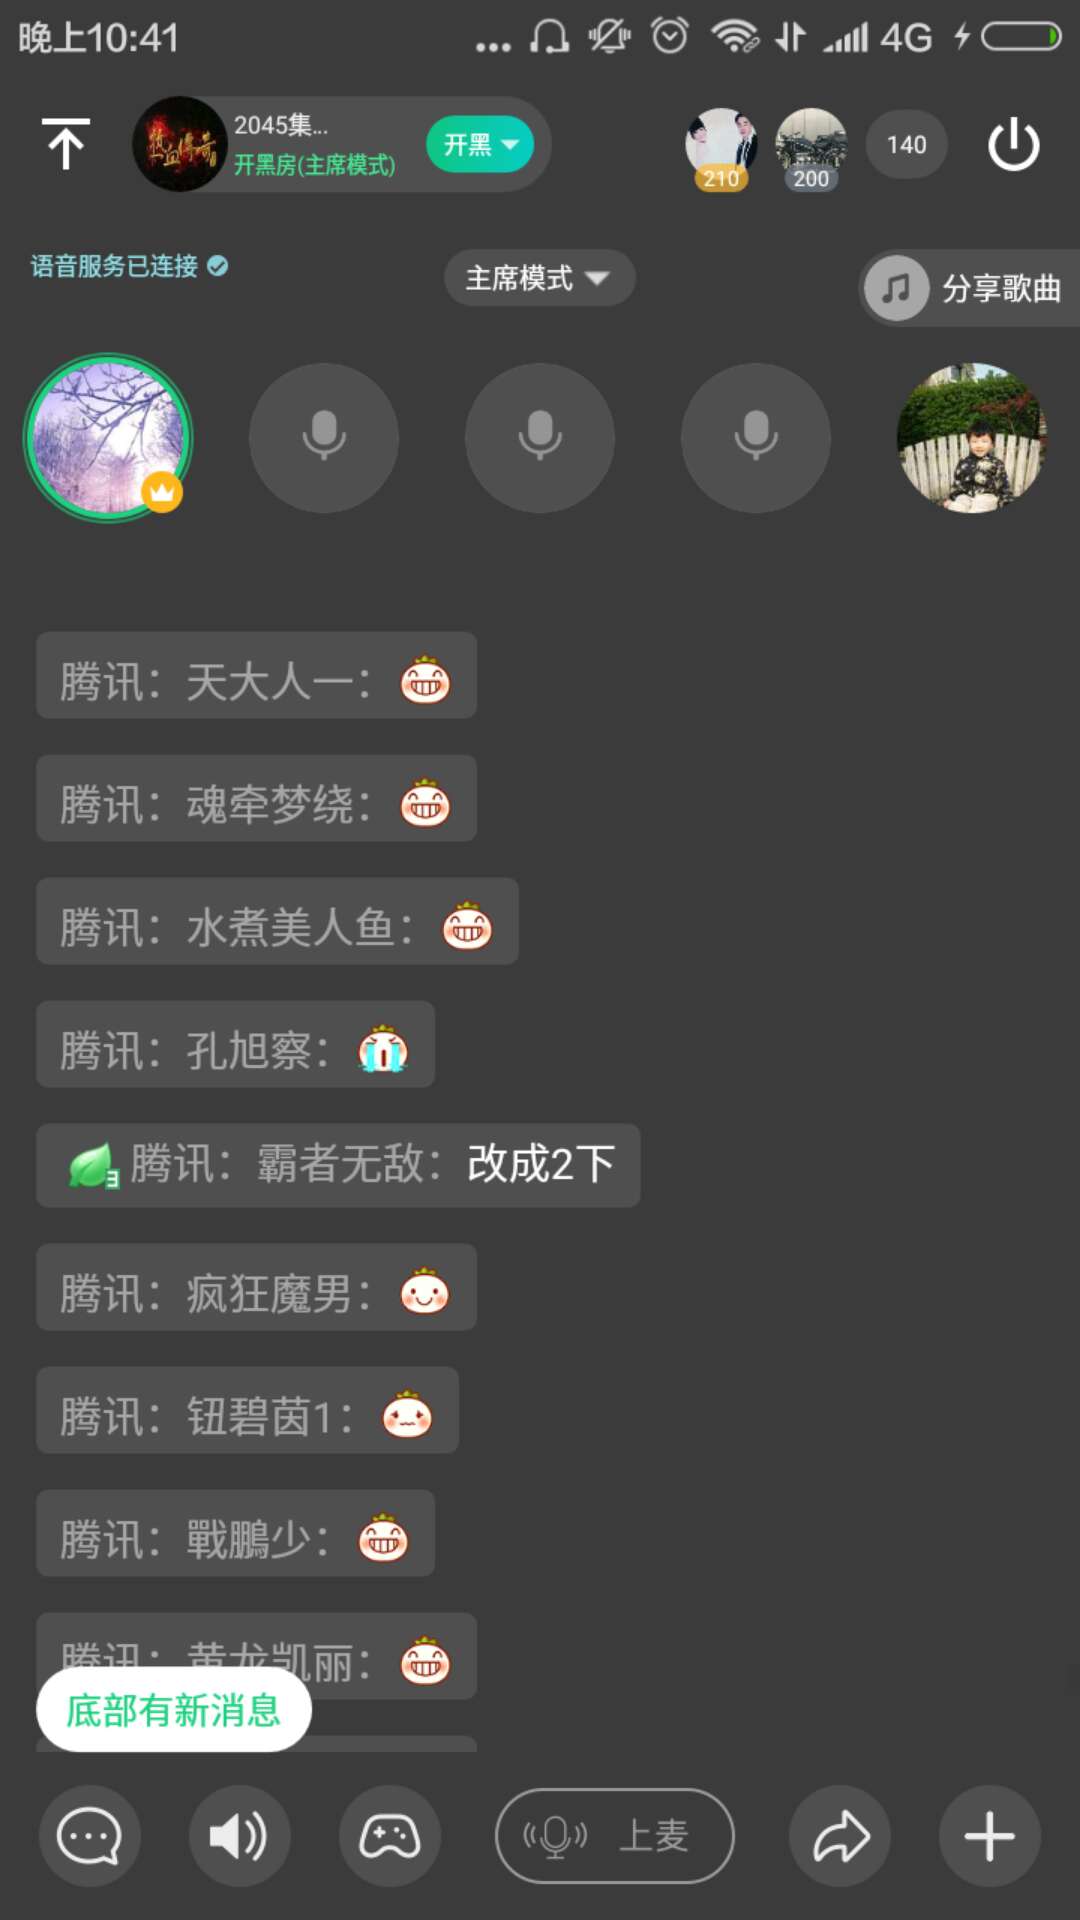 晚上10:41
4G
热血传奇
2045集...
开黑房(主席模式)
开黑
210
200
140
语音服务已连接
主席模式
分享歌曲
腾讯：天大人一：
腾讯：魂牵梦绕：
腾讯：水煮美人鱼：
腾讯：孔旭察：
3 腾讯：霸者无敌：改成2下
腾讯：疯狂魔男：
腾讯：钮碧茵1：
腾讯：戰鵬少：
腾讯：黄龙凯丽：
底部有新消息
上麦